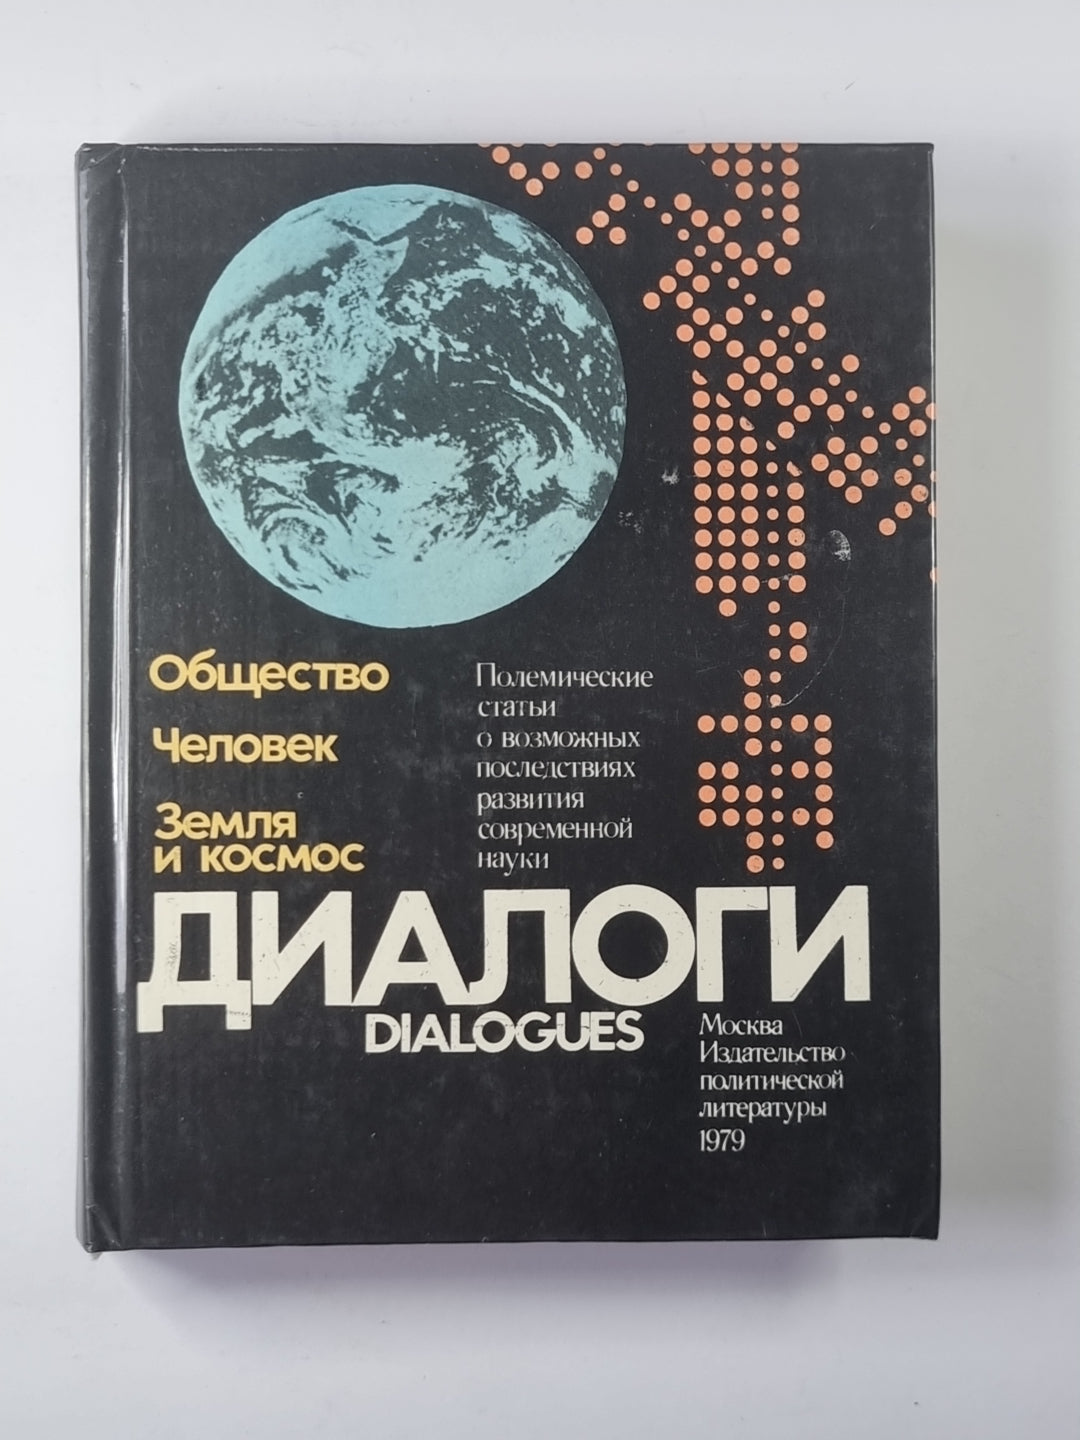 Общество
Человек
Земля
и космос
Полемические
статьи
о возможных
последствиях
развития
современной
науки
ДИАЛОГИ
DIALOGUES
Москва
Издательство
политической
литературы
1979